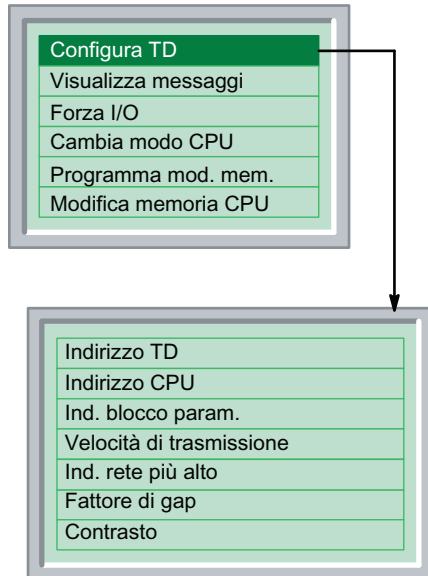 Configura TD
Visualizza messaggi
Forza I/O
Cambia modo CPU
Programma mod. mem.
Modifica memoria CPU
Indirizzo TD
Indirizzo CPU
Ind. blocco param.
Velocità di trasmissione
Ind. rete più alto
Fattore di gap
Contrasto